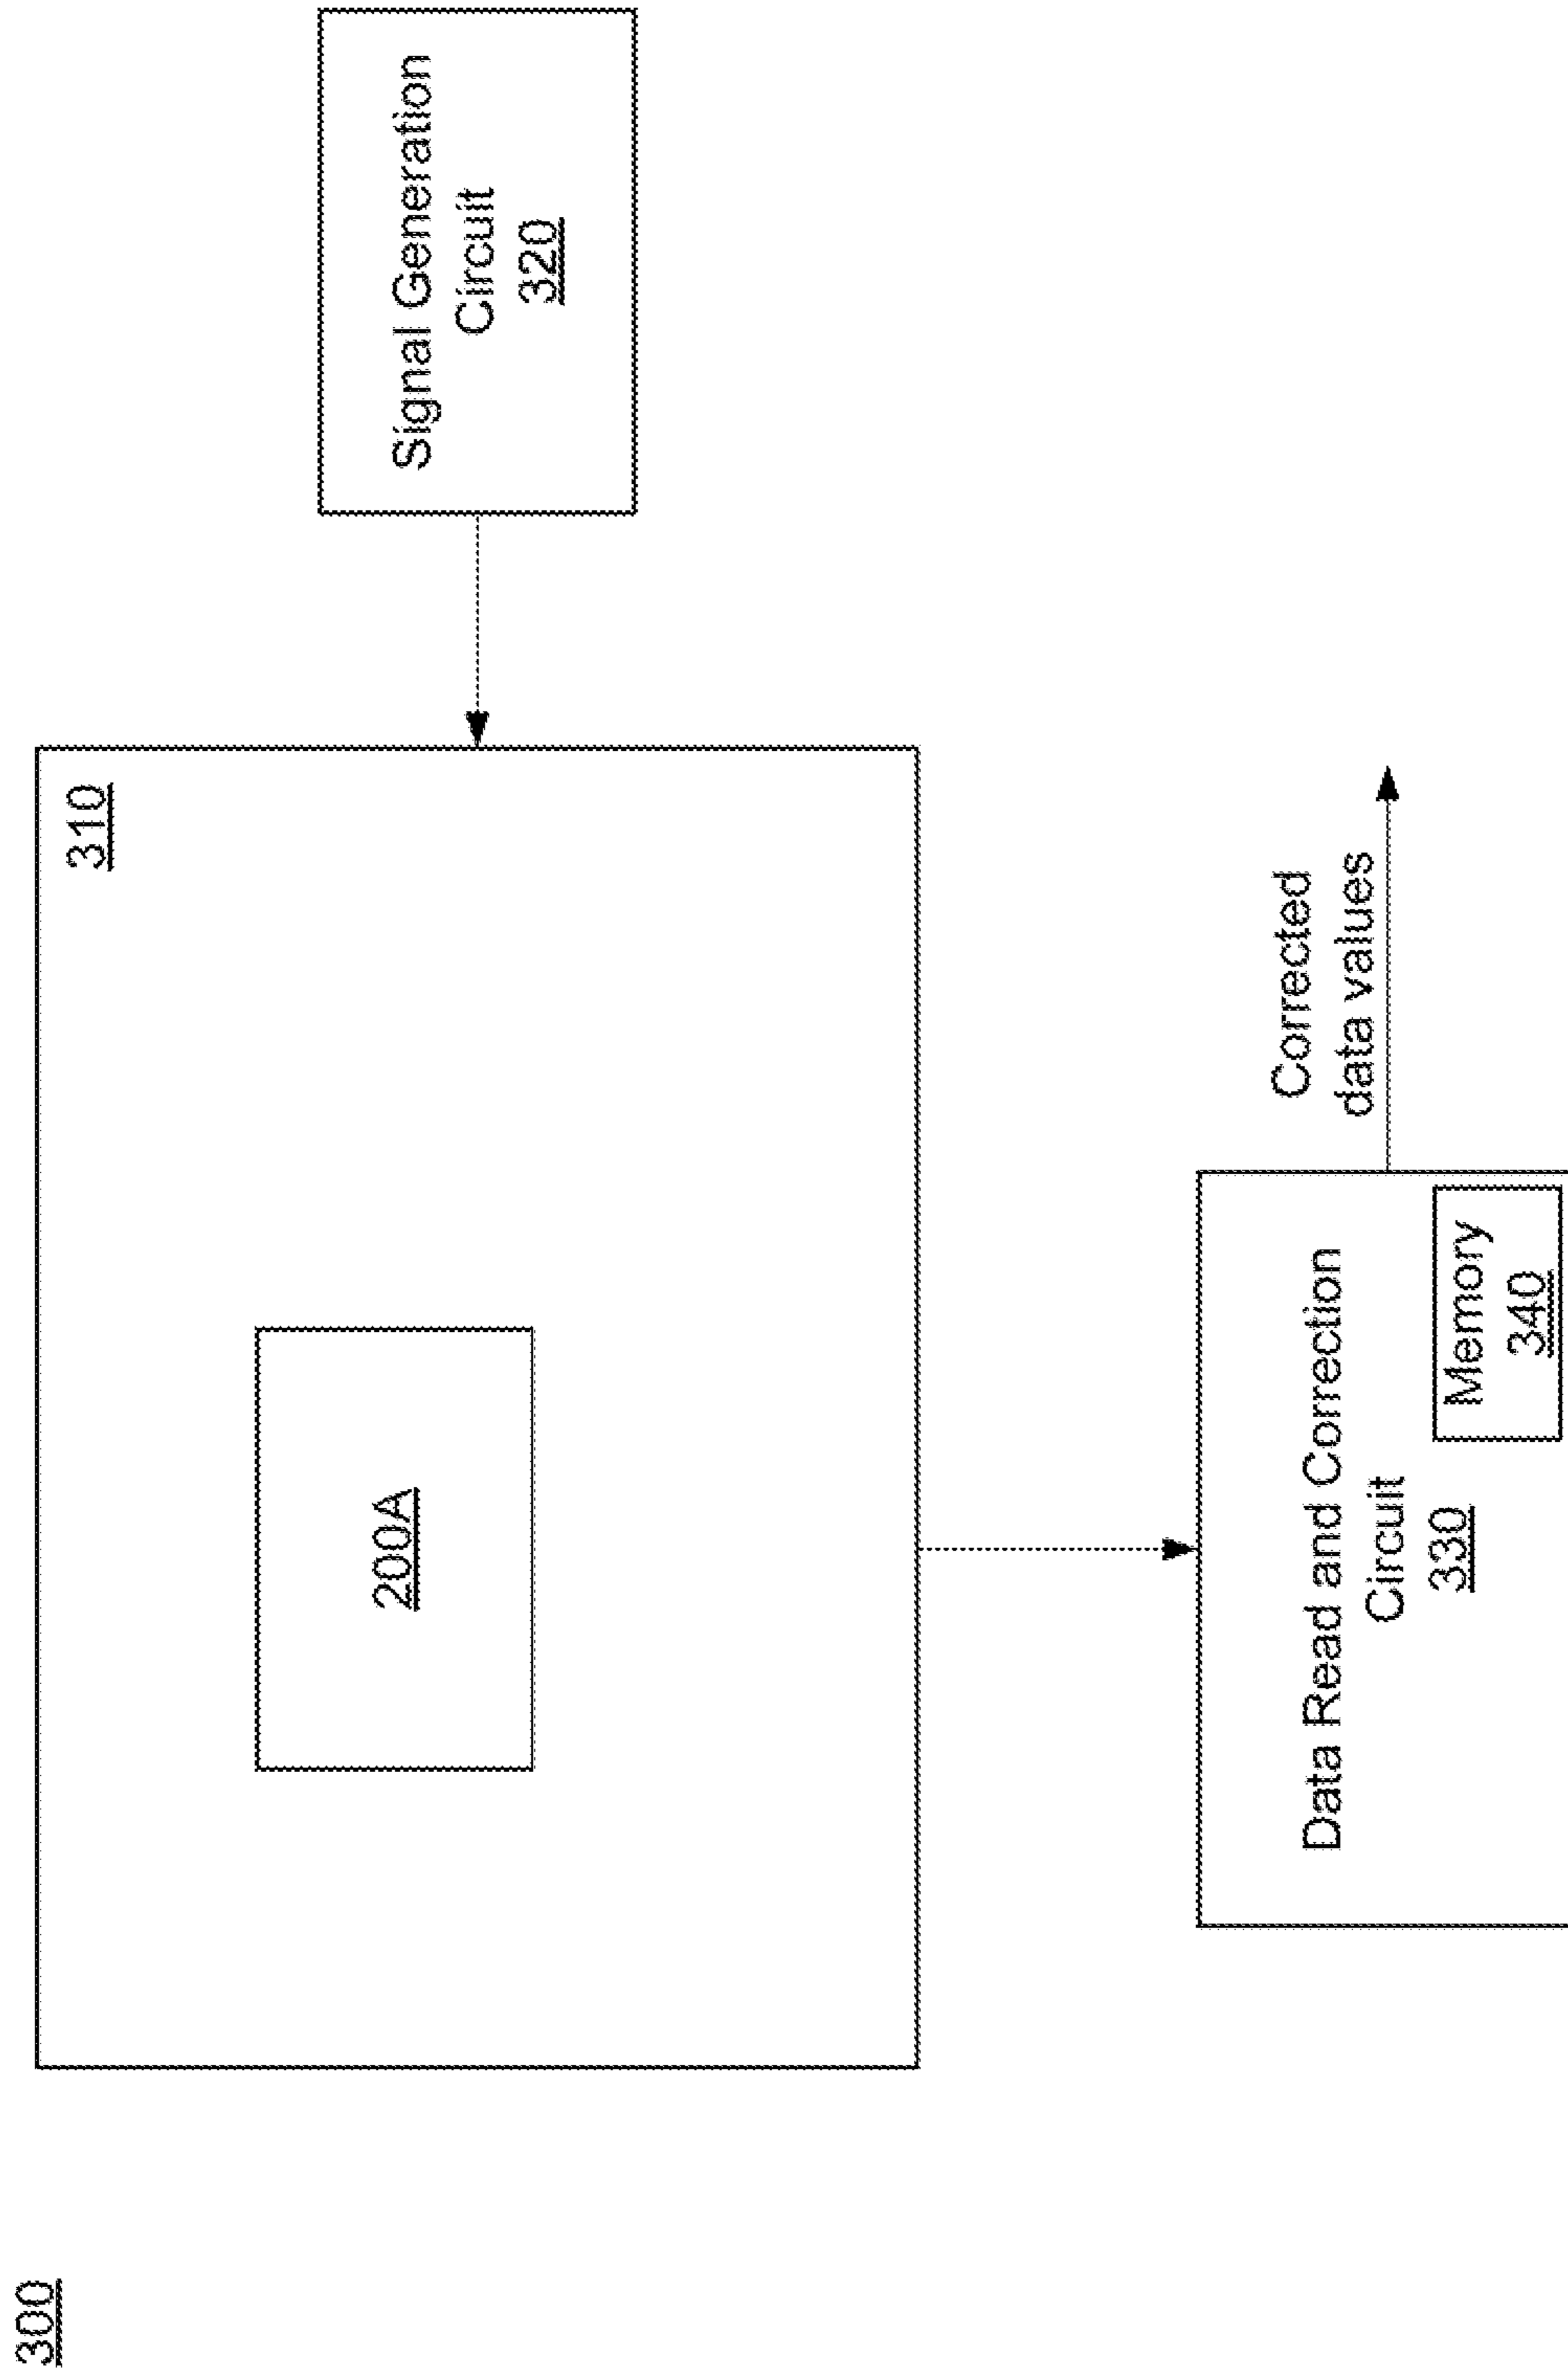 300
310
200A
Signal Generation
Circuit
320
Data Read and Correction
Circuit
330
Memory
340
Corrected
data values